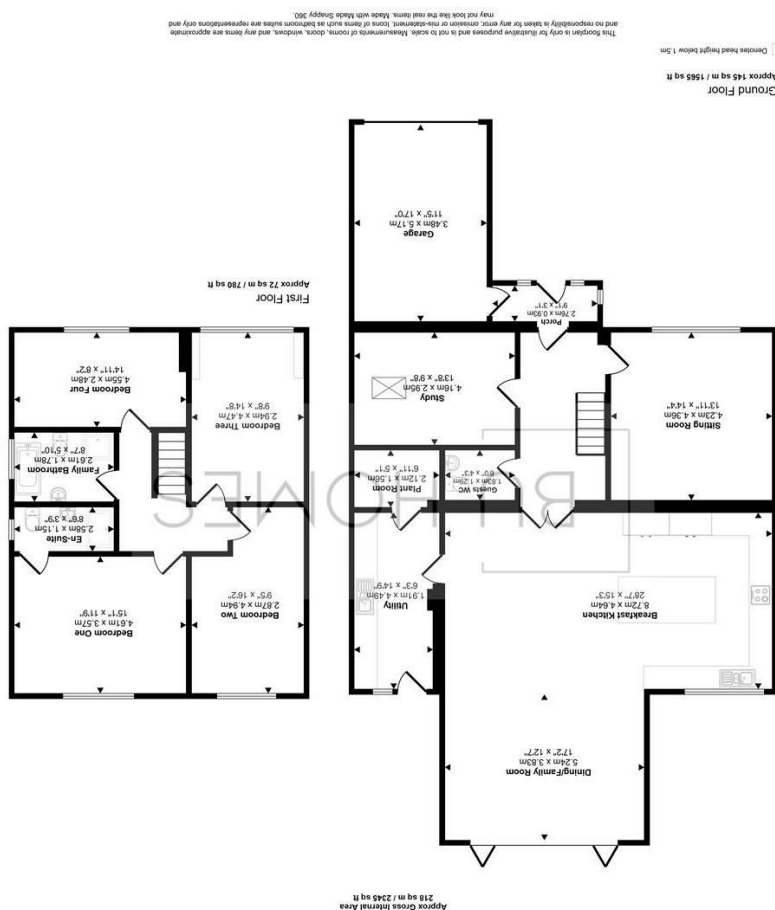 Approx Gross Internal Area
218 sq m / 2345 sq ft
Dining/Family Room
5.24m x 3.83m
17'2" x 12'7"
Breakfast Kitchen
8.72m x 4.64m
28'7" x 15'3"
Utility
1.91m x 4.49m
6'3" x 14'9"
Plant Room
2.12m x 1.56m
6'11" x 5'1"
Guests WC
1.83m x 1.29m
6'0" x 4'3"
Sitting Room
4.23m x 4.36m
13'11" x 14'4"
Study
4.16m x 2.95m
13'8" x 9'8"
Porch
2.76m x 0.93m
9'1" x 3'1"
Garage
3.48m x 5.17m
11'5" x 17'0"
Ground Floor
Approx 145 sq m / 1565 sq ft
Bedroom One
4.61m x 3.57m
15'1" x 11'9"
Bedroom Two
2.87m x 4.94m
9'5" x 16'2"
En-Suite
2.58m x 1.15m
8'6" x 3'9"
Family Bathroom
2.61m x 1.78m
8'7" x 5'10"
Bedroom Three
2.94m x 4.47m
9'8" x 14'8"
Bedroom Four
4.55m x 2.48m
14'11" x 8'2"
First Floor
Approx 72 sq m / 780 sq ft
HOMES
Denotes head height below 1.5m
This floorplan is only for illustrative purposes and is not to scale. Measurements of rooms, doors, windows, and any items are approximate
and no responsibility is taken for any error, omission or mis-statement. Icons of items such as bathroom suites are representations only and
may not look like the real items. Made with Made Snappy 360.